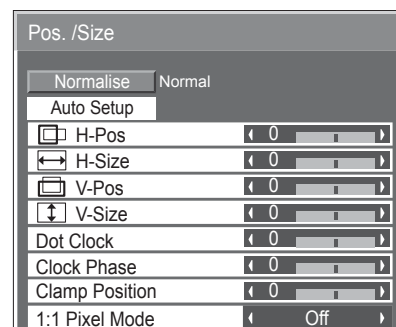 Pos. /Size
Normalise Normal
Auto Setup
H-Pos 0
H-Size 0
V-Pos 0
V-Size 0
Dot Clock 0
Clock Phase 0
Clamp Position 0
1:1 Pixel Mode Off